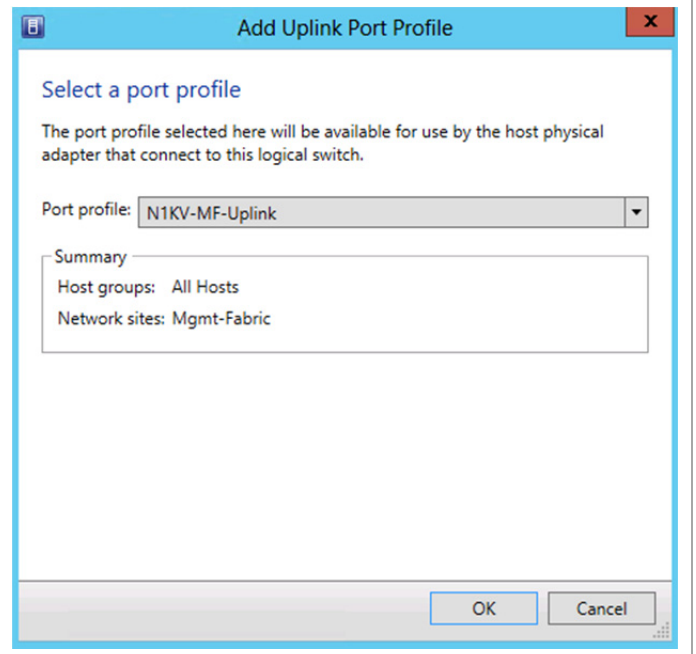 Add Uplink Port Profile
x
Select a port profile
The port profile selected here will be available for use by the host physical
adapter that connect to this logical switch.
Port profile: N1KV-MF-Uplink
Summary
Host groups: All Hosts
Network sites: Mgmt-Fabric
OK Cancel